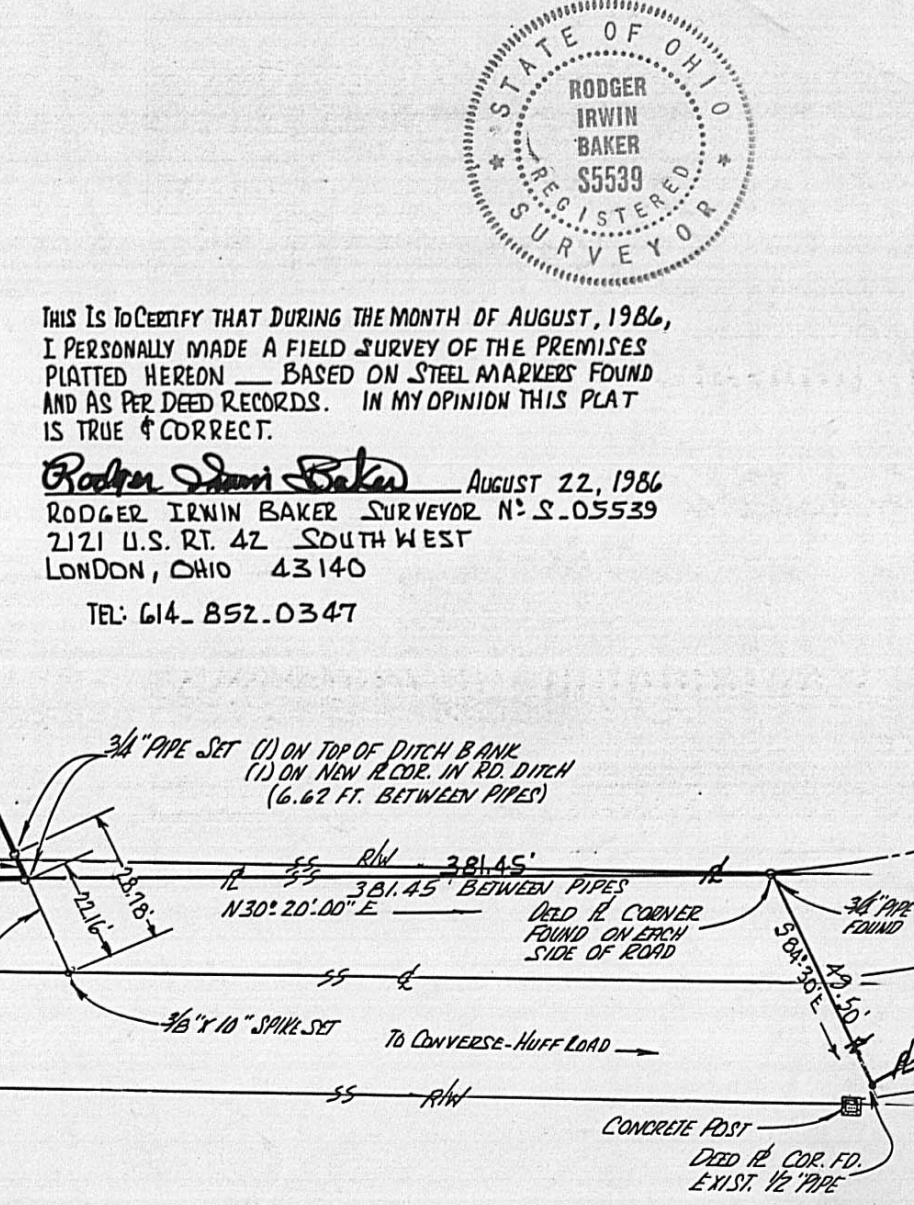 STATE OF OHIO
RODGER
IRWIN
BAKER
S5539
REGISTERED
SURVEYOR
THIS IS TO CERTIFY THAT DURING THE MONTH OF AUGUST, 1986,
I PERSONALLY MADE A FIELD SURVEY OF THE PREMISES
PLATTED HEREON __ BASED ON STEEL MARKERS FOUND
AND AS PER DEED RECORDS. IN MY OPINION THIS PLAT
IS TRUE & CORRECT.
Rodger Irwin Baker AUGUST 22, 1986
RODGER IRWIN BAKER SURVEYOR Nº S-05539
2121 U.S. RT. 42 SOUTH WEST
LONDON, OHIO 43140
TEL: 614-852-0347
3/4" PIPE SET (1) ON TOP OF DITCH BANK
(1) ON NEW ⅊ COR. IN RD. DITCH
(6.62 FT. BETWEEN PIPES)
28.78'
22.16'
SS R/W 381.45'
⅊ SS ⅊
381.45' BETWEEN PIPES
N30°20'00"E
DEED ⅊ CORNER
FOUND ON EACH
SIDE OF ROAD
3/4" PIPE
FOUND
S84°30'E 49.50' ⅊
SS ℄
3/8" X 10" SPIKE SET
TO CONVERSE-HUFF ROAD
SS R/W
CONCRETE POST
DEED ⅊ COR. FD.
EXIST. 1/2" PIPE